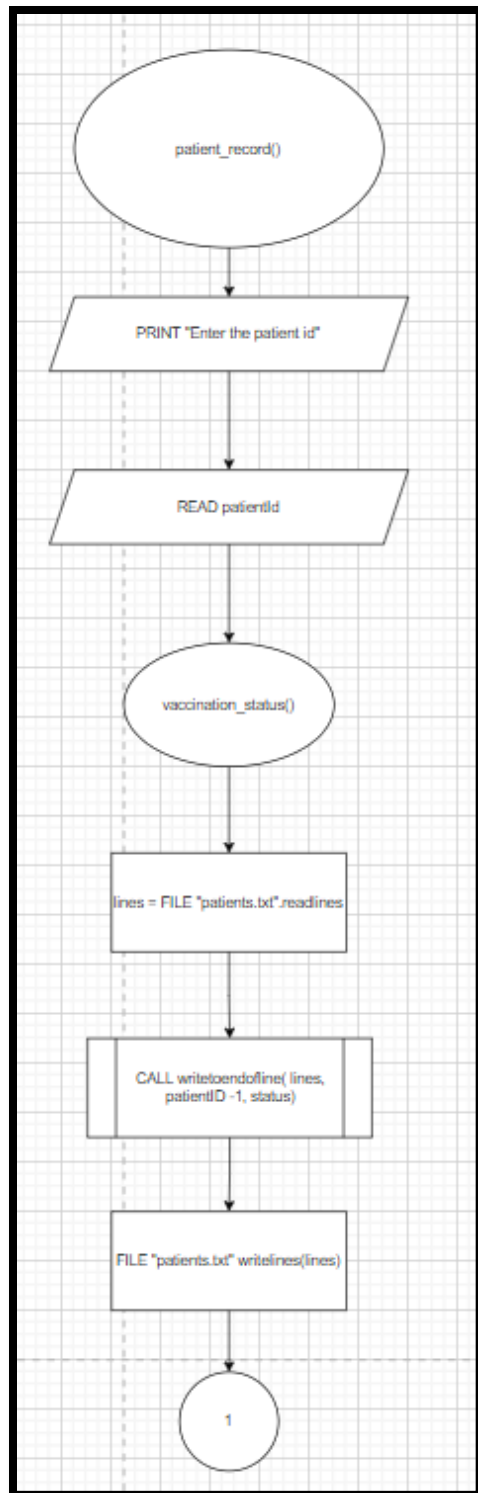 patient_record()
PRINT "Enter the patient id"
READ patientId
vaccination_status()
lines = FILE "patients.txt".readlines
CALL writetoendofline( lines,
patientID -1, status)
FILE "patients.txt" writelines(lines)
1